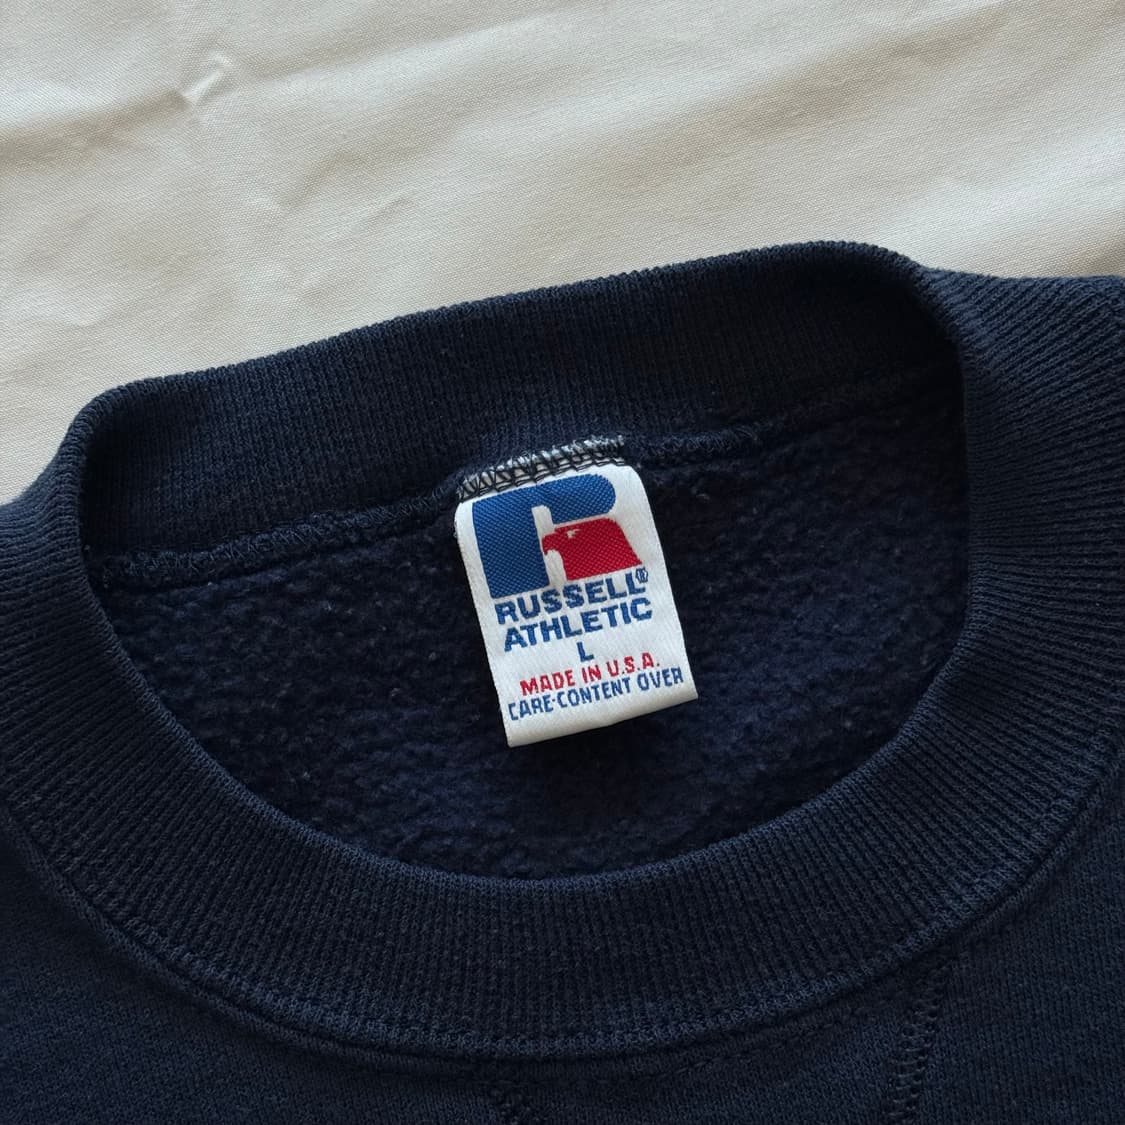 RUSSELL®
ATHLETIC
L
MADE IN U.S.A.
CARE-CONTENT OVER